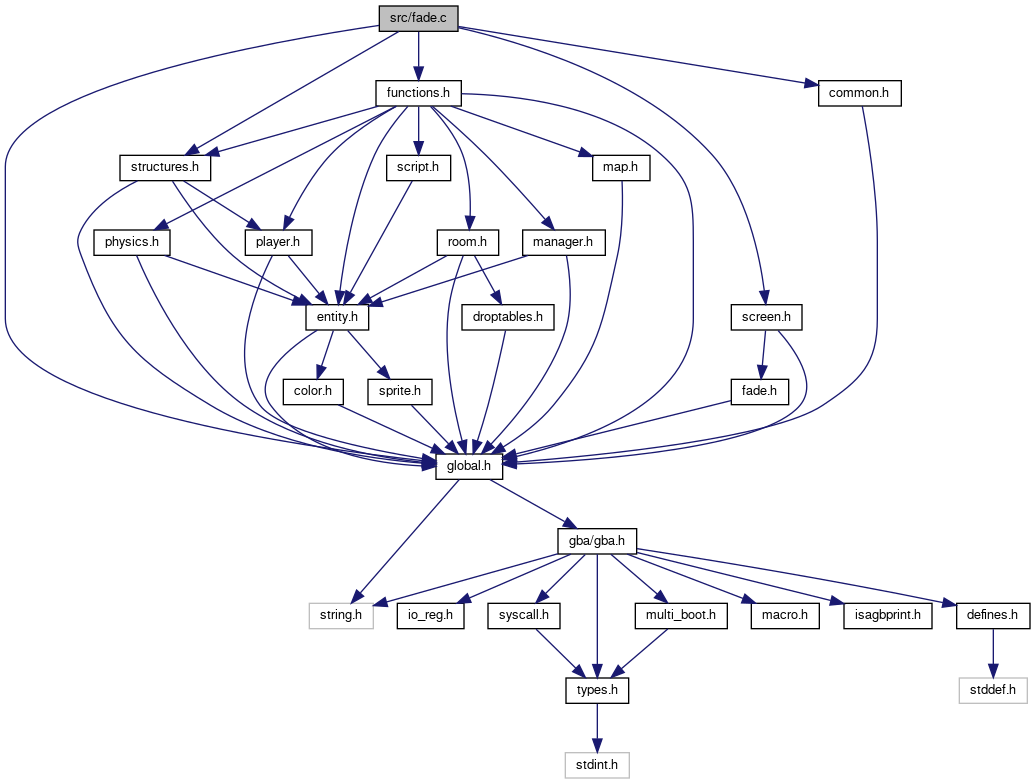 src/fade.c
functions.h
common.h
structures.h
script.h
map.h
physics.h
player.h
room.h
manager.h
entity.h
droptables.h
screen.h
color.h
sprite.h
fade.h
global.h
gba/gba.h
string.h
io_reg.h
syscall.h
multi_boot.h
macro.h
isagbprint.h
defines.h
types.h
stddef.h
stdint.h